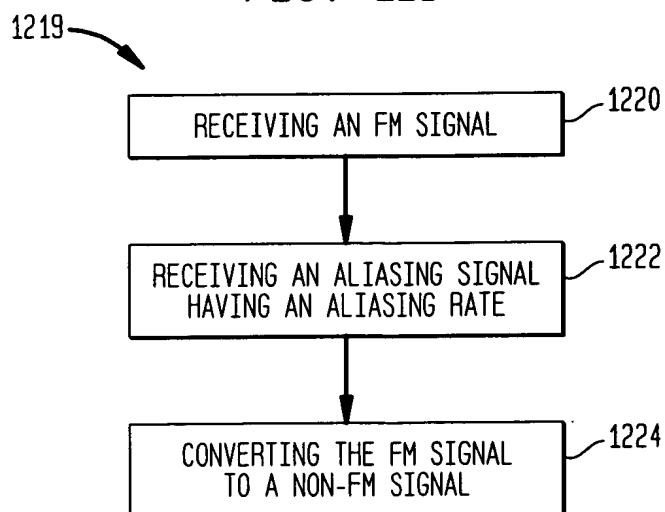 1219
RECEIVING AN FM SIGNAL
1220
RECEIVING AN ALIASING SIGNAL
HAVING AN ALIASING RATE
1222
CONVERTING THE FM SIGNAL
TO A NON-FM SIGNAL
1224